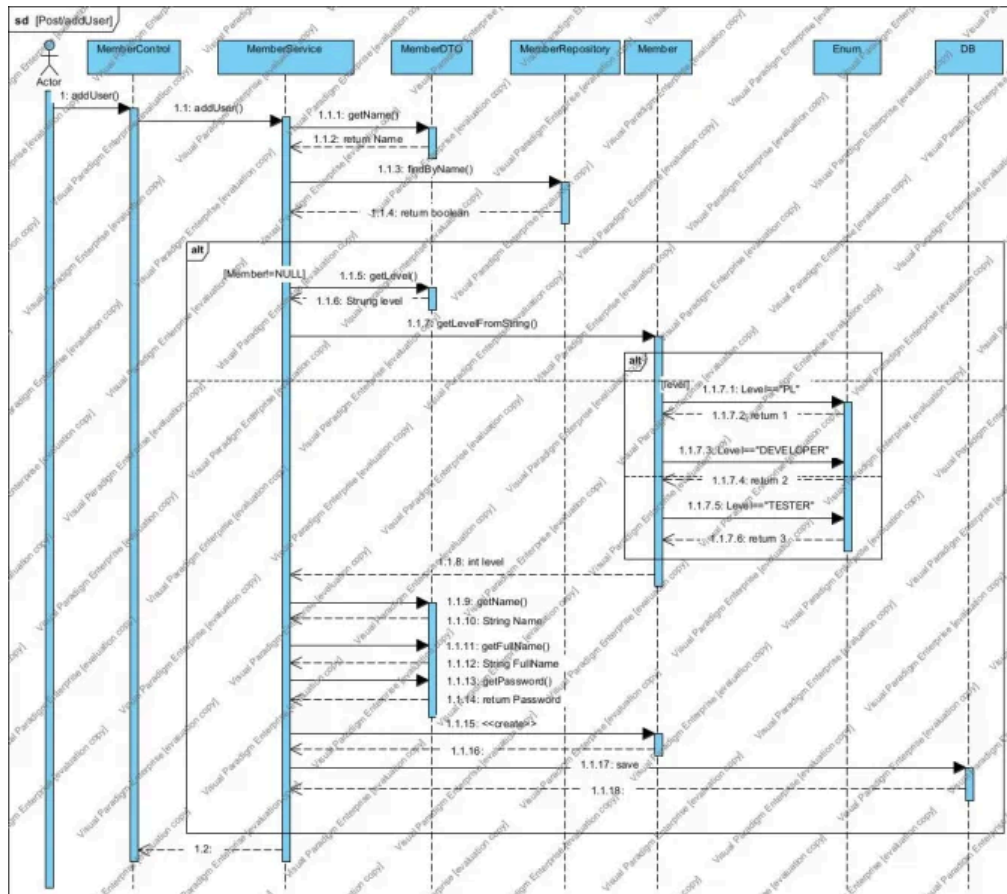 sd [Post/addUser]
MemberControl
MemberService
MemberDTO
MemberRepository
Member
Enum
DB
Actor
1: addUser()
1.1: addUser()
1.1.1: getName()
1.1.2: return Name
1.1.3: findByName()
1.1.4: return boolean
alt
[Member!=NULL]
1.1.5: getLevel()
1.1.6: Strung level
1.1.7: getLevelFromString()
alt
[level]
1.1.7.1: Level=="PL"
1.1.7.2: return 1
1.1.7.3: Level=="DEVELOPER"
1.1.7.4: return 2
1.1.7.5: Level=="TESTER"
1.1.7.6: return 3
1.1.8: int level
1.1.9: getName()
1.1.10: String Name
1.1.11: getFullName()
1.1.12: String FullName
1.1.13: getPassword()
1.1.14: return Password
1.1.15: <<create>>
1.1.16:
1.1.17: save
1.1.18:
1.2:
Visual Paradigm Enterprise [evaluation copy]